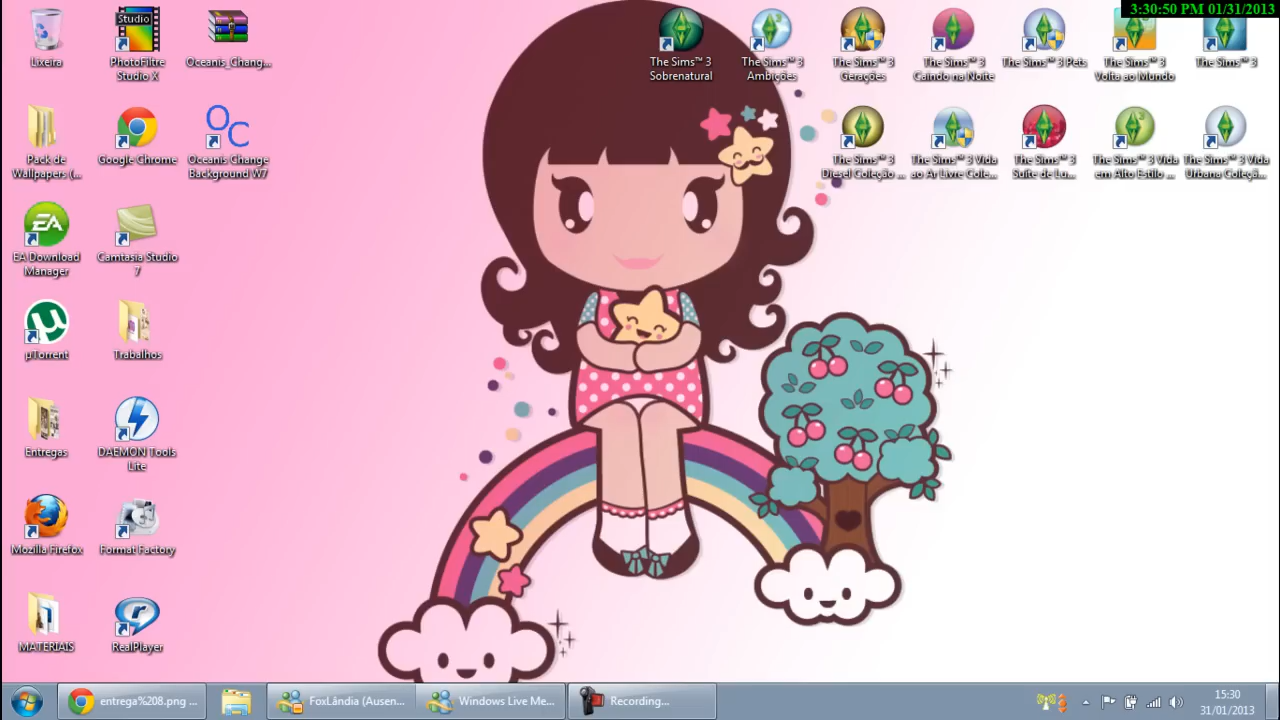 3:30:50 PM 01/31/2013
Lixeira
Studio
PhotoFiltre
Studio X
Oceanis_Chang...
The Sims™ 3
Sobrenatural
The Sims™ 3
Ambições
The Sims™ 3
Gerações
The Sims™ 3
Caindo na Noite
The Sims™ 3 Pets
The Sims™ 3
Volta ao Mundo
The Sims™ 3
Pack de
Wallpapers (...
Google Chrome
OC
Oceanis Change
Background W7
The Sims™ 3
Diesel Coleção ...
The Sims™ 3 Vida
ao Ar Livre Cole...
The Sims™ 3
Suíte de Lu...
The Sims™ 3 Vida
em Alto Estilo ...
The Sims™ 3 Vida
Urbana Coleçã...
EA
EA Download
Manager
Camtasia Studio
7
µ
µTorrent
Trabalhos
Entregas
DAEMON Tools
Lite
Mozilla Firefox
Format Factory
MATERIAIS
r
RealPlayer
entrega%208.png ...
FoxLândia (Ausen...
Windows Live Me...
Recording...
15:30
31/01/2013